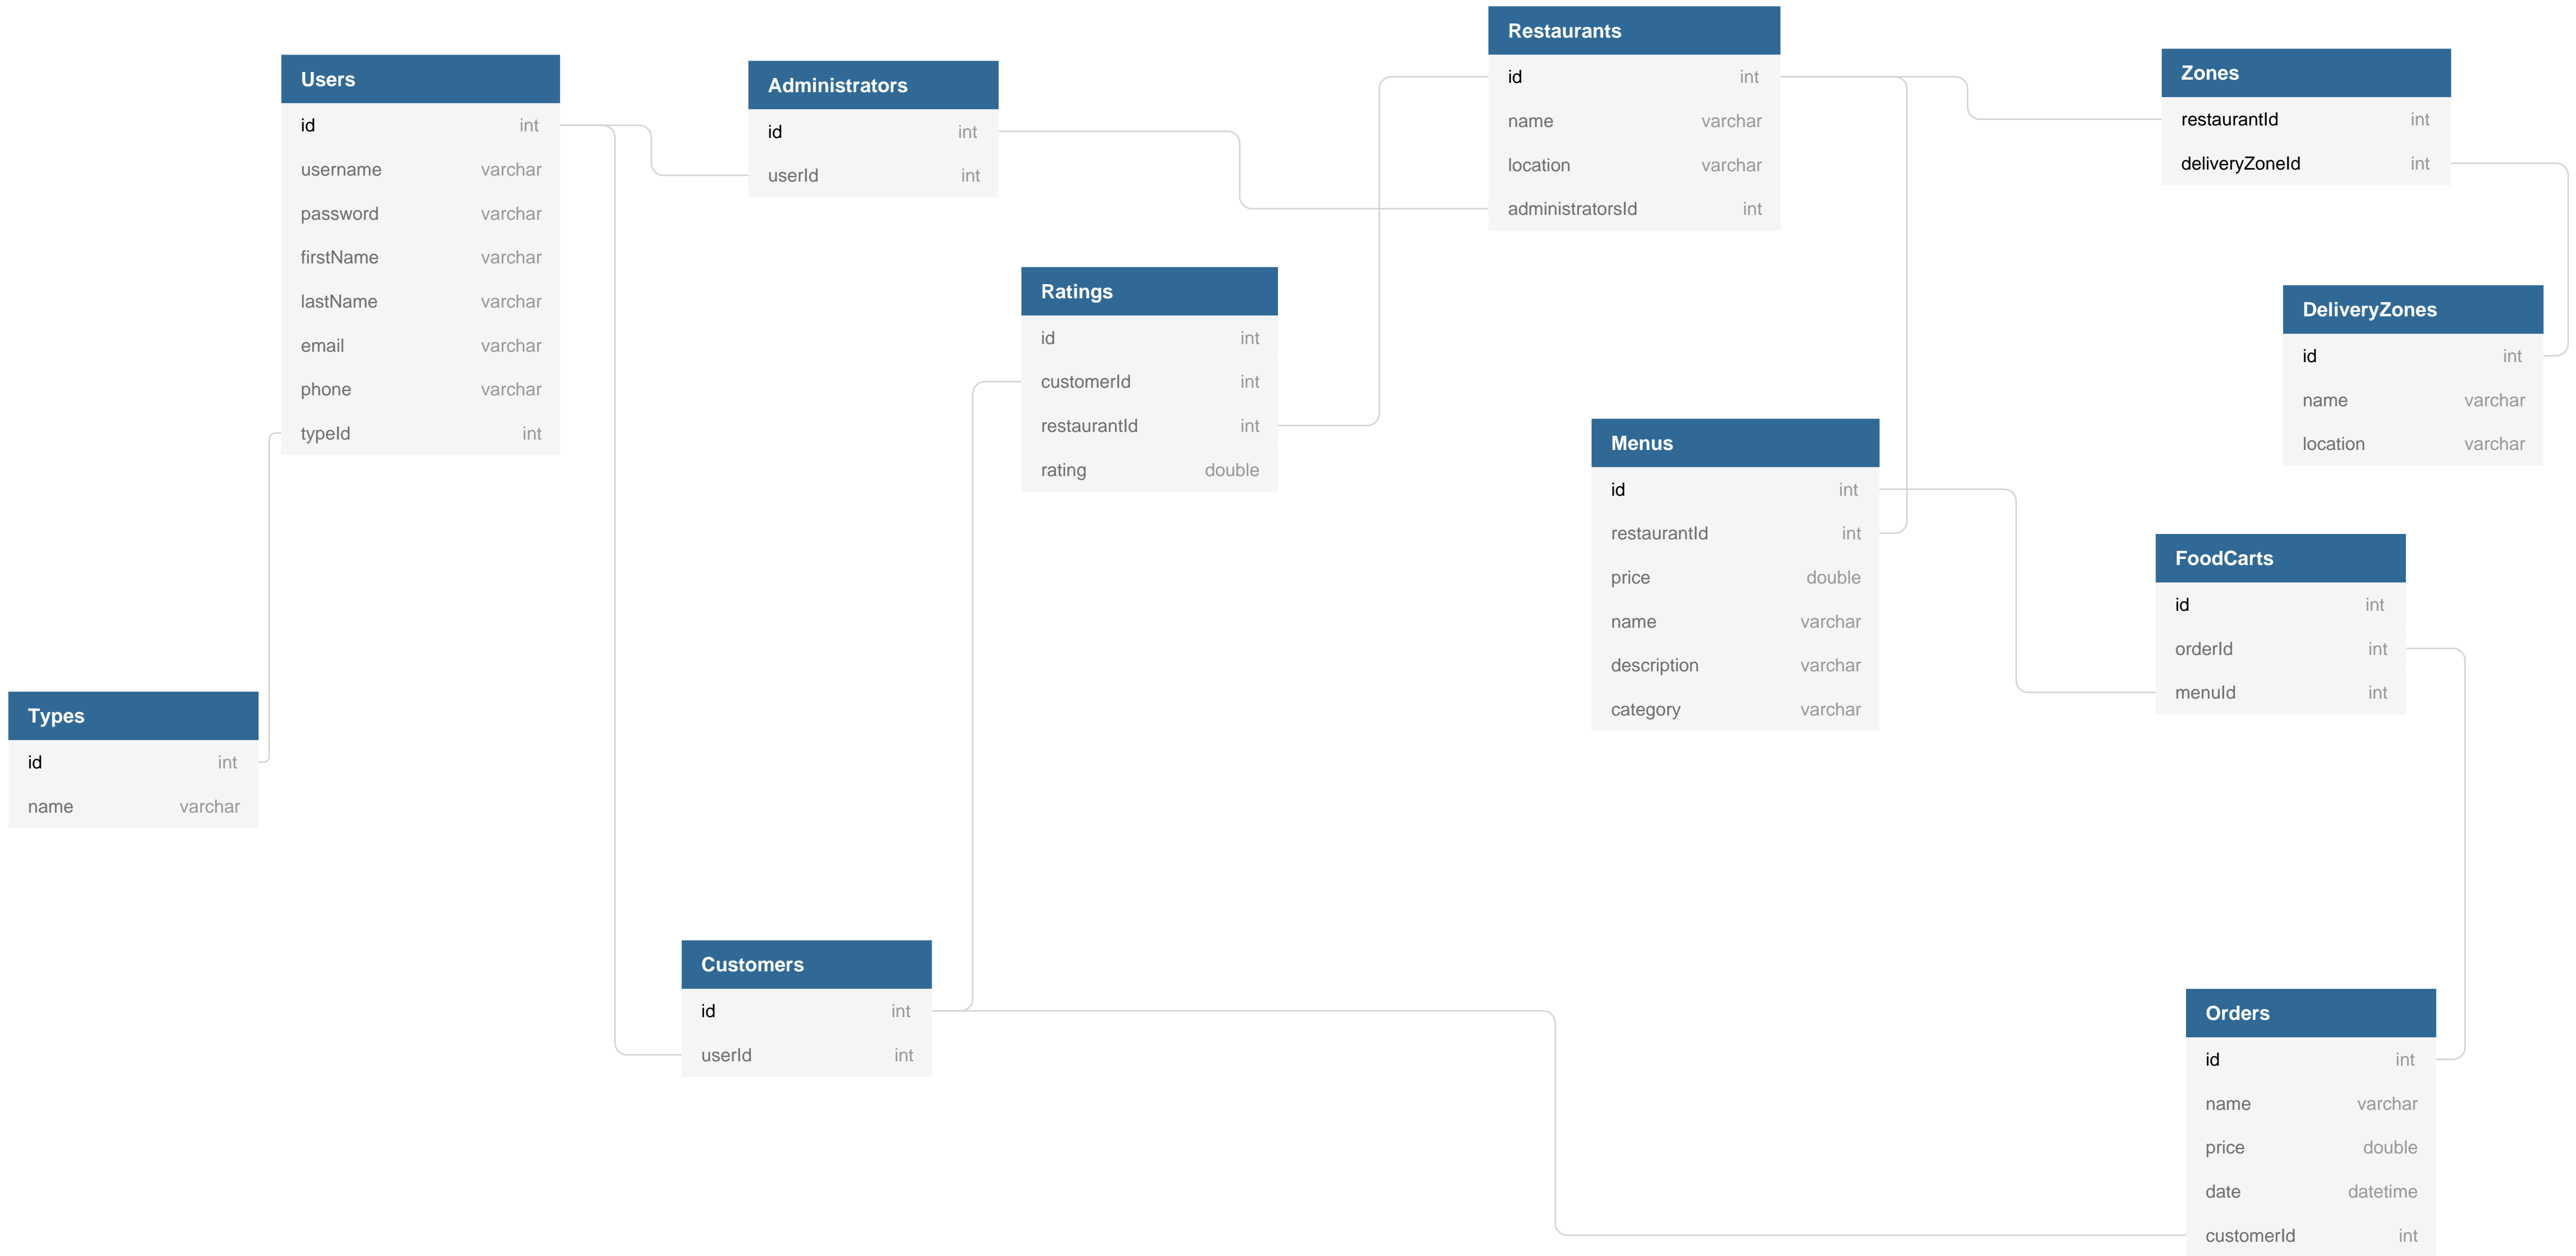 Users
id int
username varchar
password varchar
firstName varchar
lastName varchar
email varchar
phone varchar
typeId int
Administrators
id int
userId int
Restaurants
id int
name varchar
location varchar
administratorsId int
Zones
restaurantId int
deliveryZoneId int
Ratings
id int
customerId int
restaurantId int
rating double
DeliveryZones
id int
name varchar
location varchar
Menus
id int
restaurantId int
price double
name varchar
description varchar
category varchar
FoodCarts
id int
orderId int
menuId int
Types
id int
name varchar
Customers
id int
userId int
Orders
id int
name varchar
price double
date datetime
customerId int